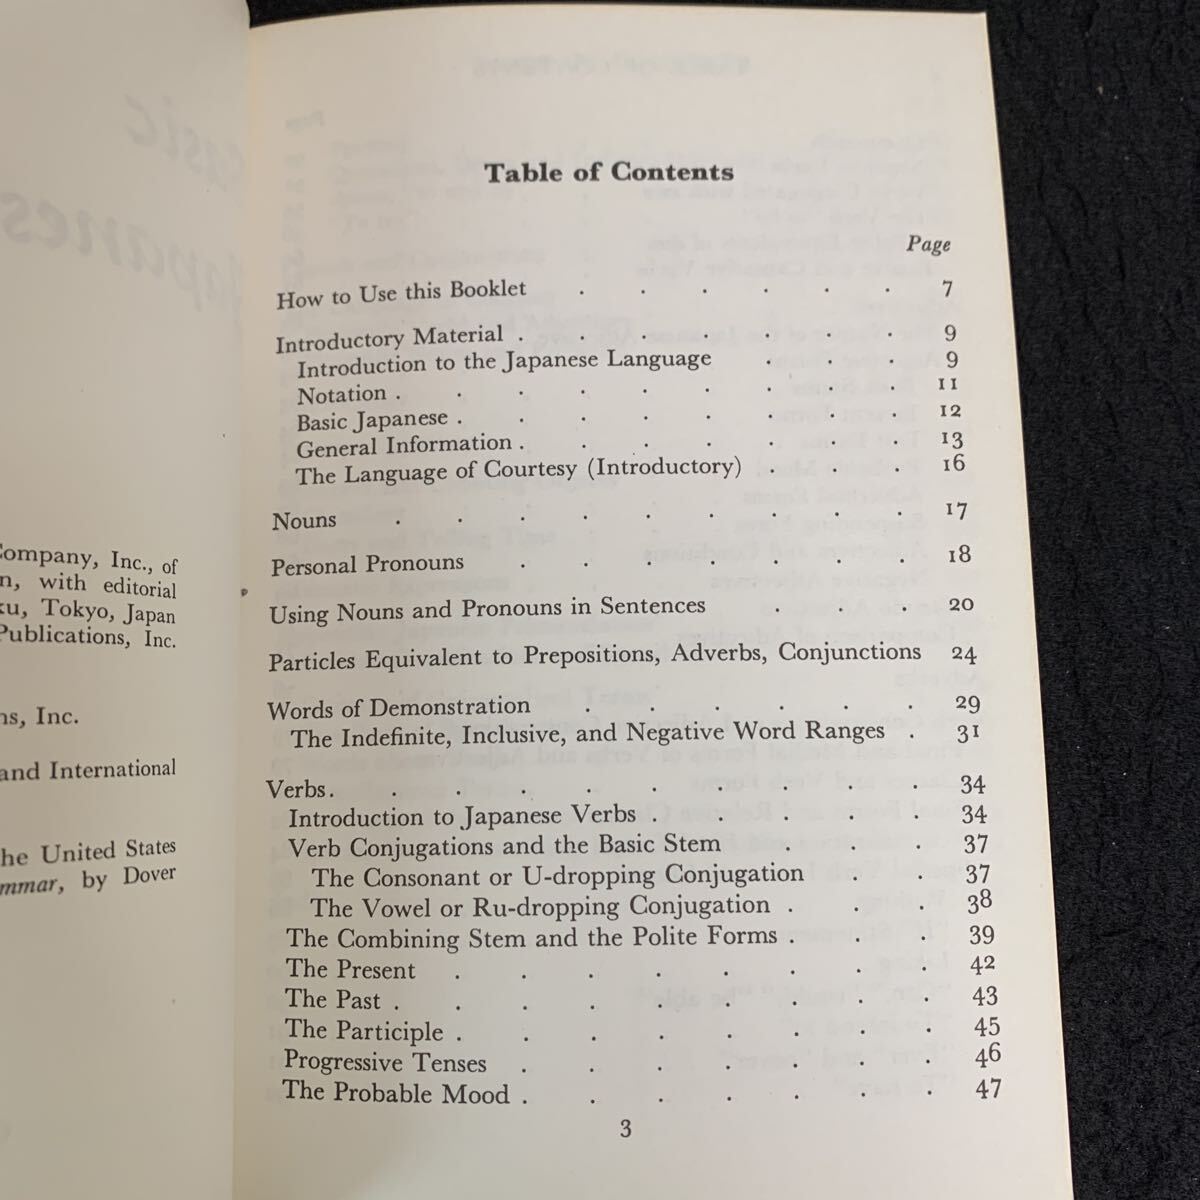 Company, Inc., of
with editorial
Tokyo, Japan
Publications, Inc.
Inc.
and International
the United States
by Dover
Table of Contents
Page
How to Use this Booklet . . . . . . 7
Introductory Material . . . . . . . 9
Introduction to the Japanese Language . . . 9
Notation . . . . . . . . . 11
Basic Japanese . . . . . . . . 12
General Information . . . . . . . 13
The Language of Courtesy (Introductory) . . . 16
Nouns . . . . . . . . . 17
Personal Pronouns . . . . . . . 18
Using Nouns and Pronouns in Sentences . . . 20
Particles Equivalent to Prepositions, Adverbs, Conjunctions 24
Words of Demonstration . . . . . . 29
The Indefinite, Inclusive, and Negative Word Ranges . 31
Verbs . . . . . . . . . . 34
Introduction to Japanese Verbs . . . . . 34
Verb Conjugations and the Basic Stem . . . 37
The Consonant or U-dropping Conjugation . . 37
The Vowel or Ru-dropping Conjugation . . . 38
The Combining Stem and the Polite Forms . . . 39
The Present . . . . . . . . 42
The Past . . . . . . . . . 43
The Participle . . . . . . . . 45
Progressive Tenses . . . . . . . 46
The Probable Mood . . . . . . . 47
3